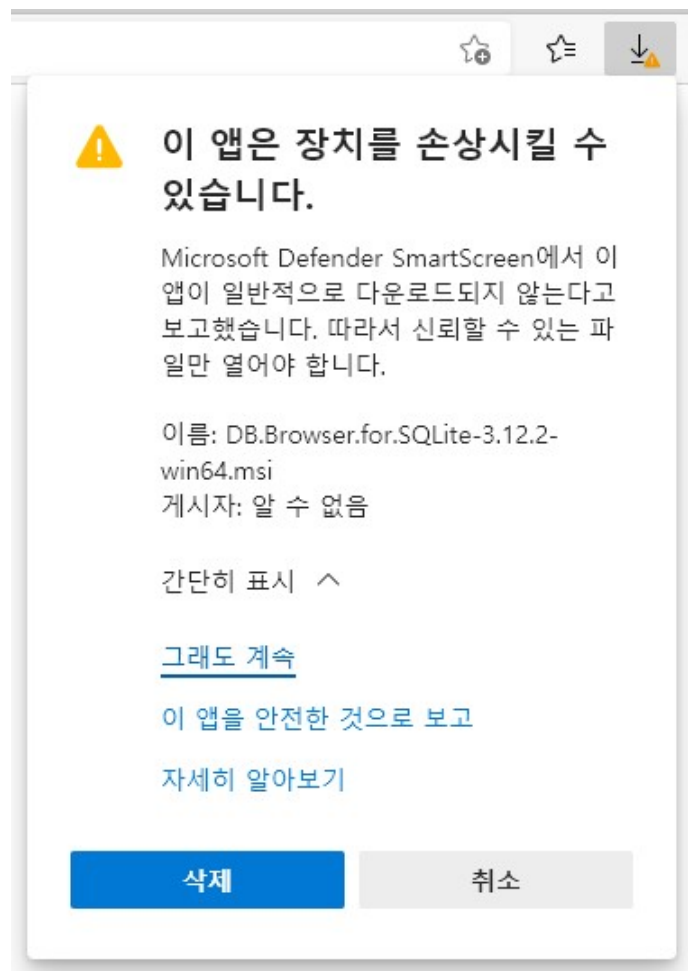 이 앱은 장치를 손상시킬 수
있습니다.
Microsoft Defender SmartScreen에서 이
앱이 일반적으로 다운로드되지 않는다고
보고했습니다. 따라서 신뢰할 수 있는 파
일만 열어야 합니다.
이름: DB.Browser.for.SQLite-3.12.2-
win64.msi
게시자: 알 수 없음
간단히 표시
그래도 계속
이 앱을 안전한 것으로 보고
자세히 알아보기
삭제
취소